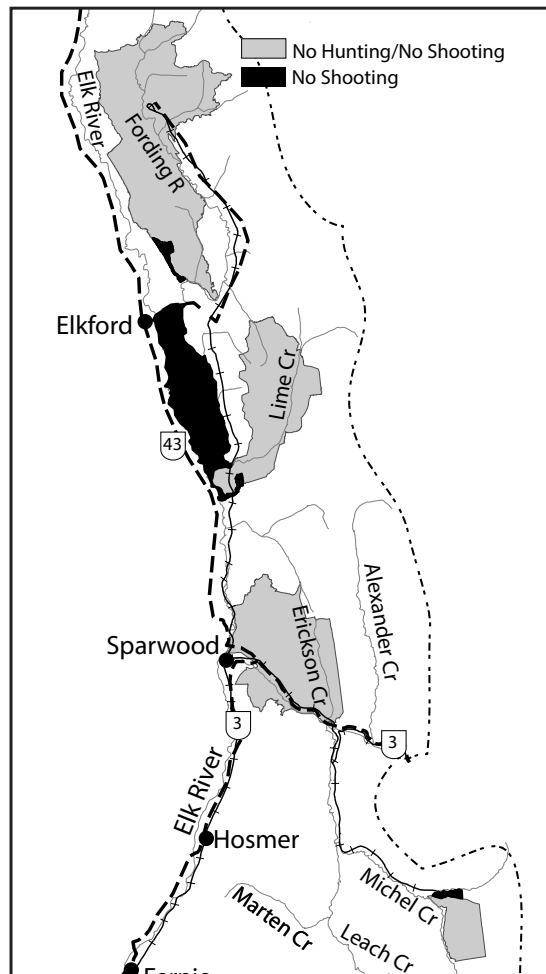 No Hunting/No Shooting
No Shooting
Elk River
Fording R
Elkford
Lime Cr
43
Alexander Cr
Erickson Cr
Sparwood
3
3
Elk River
Hosmer
Michel Cr
Marten Cr
Leach Cr